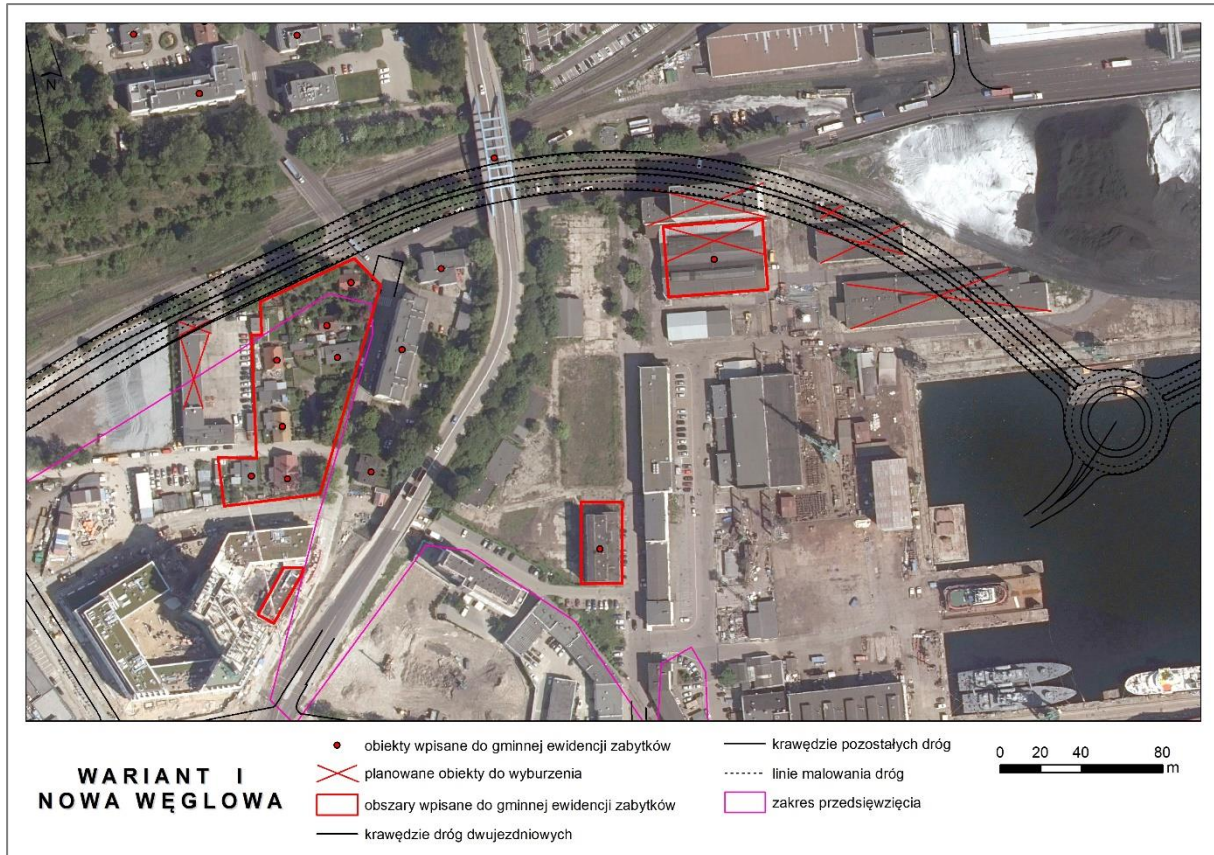 N
WARIANT I
NOWA WĘGLOWA
obiekty wpisane do gminnej ewidencji zabytków
planowane obiekty do wyburzenia
obszary wpisane do gminnej ewidencji zabytków
krawędzie dróg dwujezdniowych
krawędzie pozostałych dróg
linie malowania dróg
zakres przedsięwzięcia
0 20 40 80
m